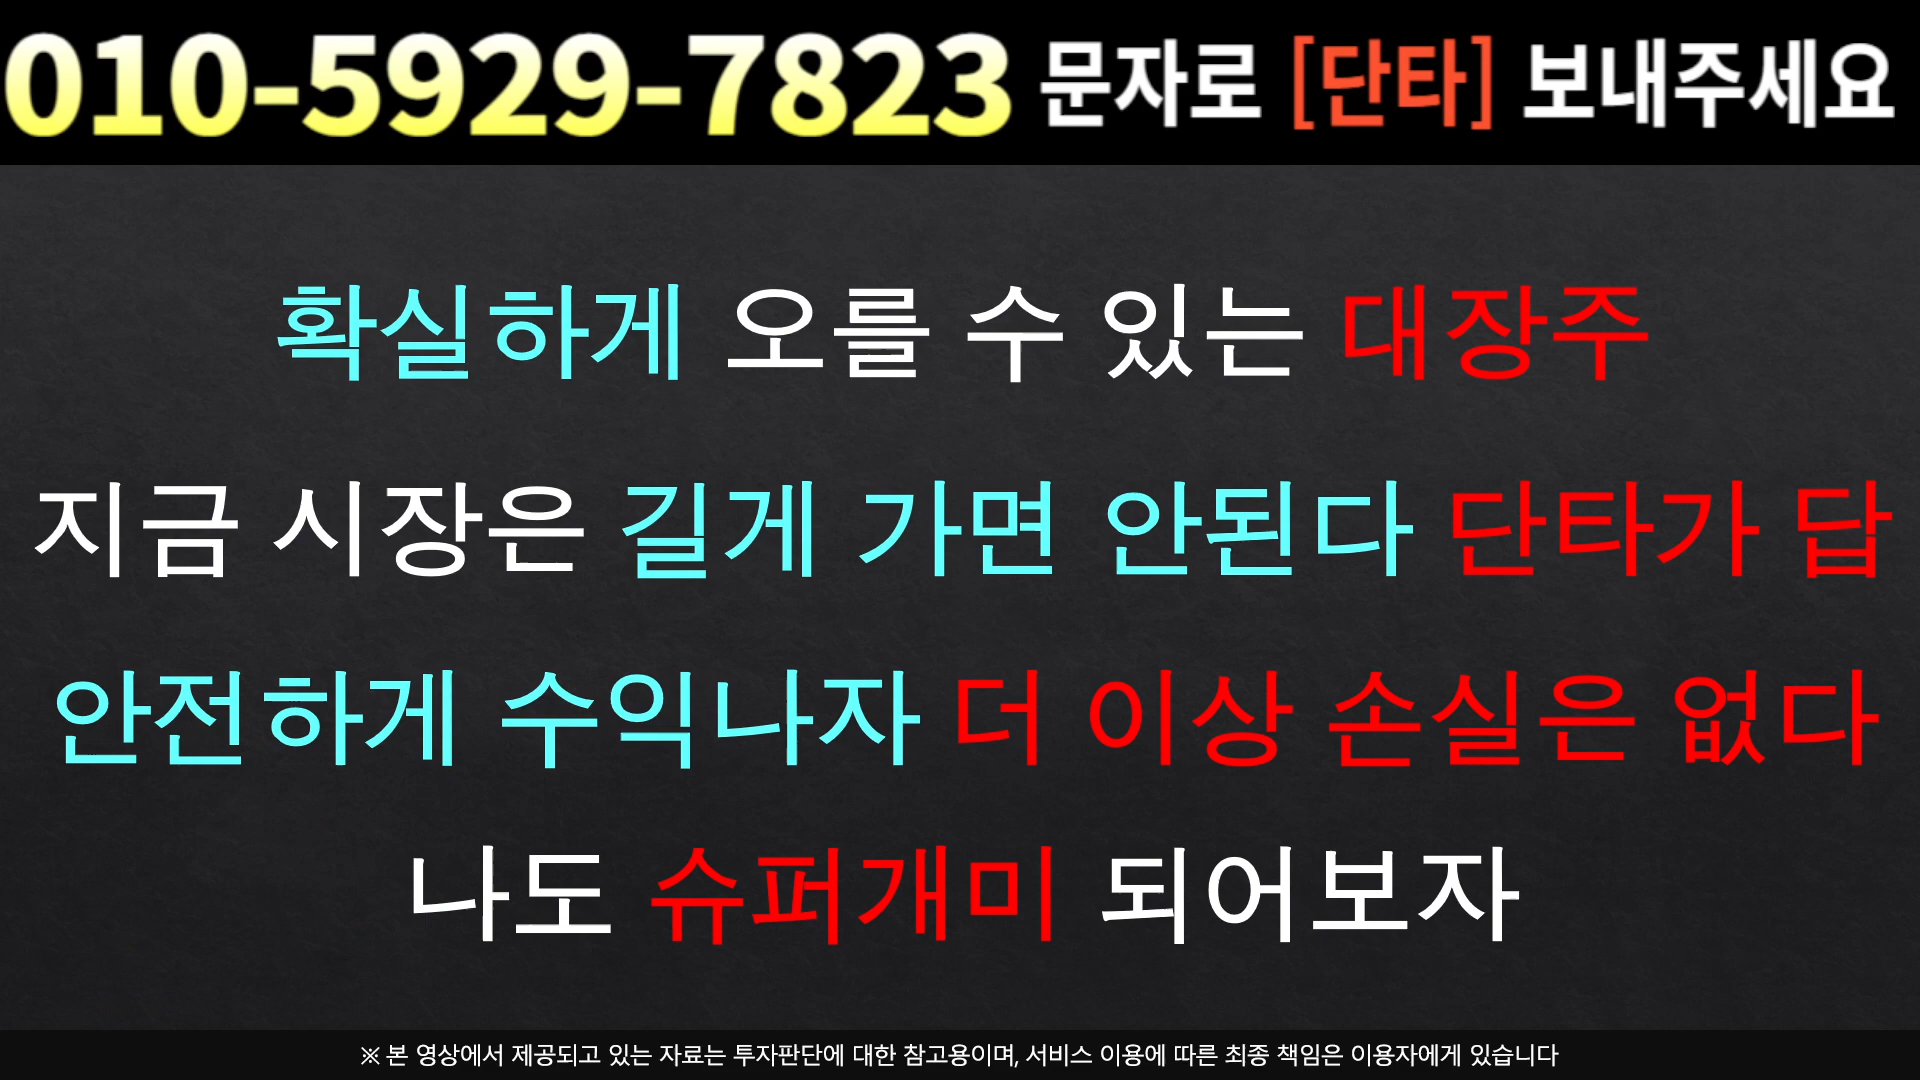 010-5929-7823 문자로 [단타] 보내주세요
확실하게 오를 수 있는 대장주
지금 시장은 길게 가면 안된다 단타가 답
안전하게 수익나자 더 이상 손실은 없다
나도 슈퍼개미 되어보자
※ 본 영상에서 제공되고 있는 자료는 투자판단에 대한 참고용이며, 서비스 이용에 따른 최종 책임은 이용자에게 있습니다